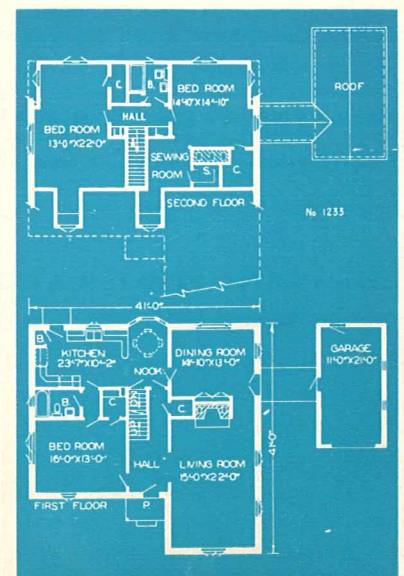 C.
B.
BED ROOM
14'-0"X14'-10"
ROOF
HALL
BED ROOM
13'-0"X22'-0"
SEWING
ROOM
S.
C.
SECOND FLOOR
No 1233
41'-0"
B.
KITCHEN
23'-7"X10'-2"
NOOK
DINING ROOM
14'-10"X13'-0"
GARAGE
11'-0"X21'-0"
B.
C.
C.
UP
BED ROOM
16'-0"X13'-0"
HALL
LIVING ROOM
15'-0"X22'-0"
FIRST FLOOR
P.